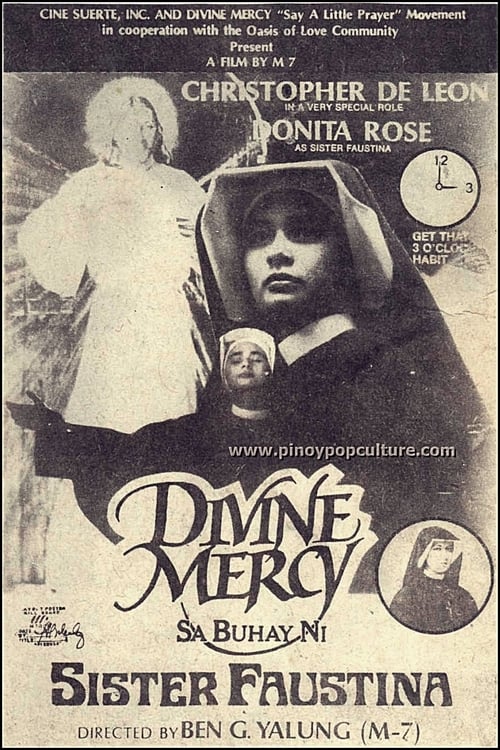 CINE SUERTE, INC. AND DIVINE MERCY "Say A Little Prayer" Movement
in cooperation with the Oasis of Love Community
Present
A FILM BY M 7
CHRISTOPHER DE LEON
IN A VERY SPECIAL ROLE
DONITA ROSE
AS SISTER FAUSTINA
12
3
GET THAT
3 O'CLOCK
HABIT
www.pinoypopculture.com
DIVINE
MERCY
SA BUHAY NI
SISTER FAUSTINA
DIRECTED BY BEN G. YALUNG (M-7)